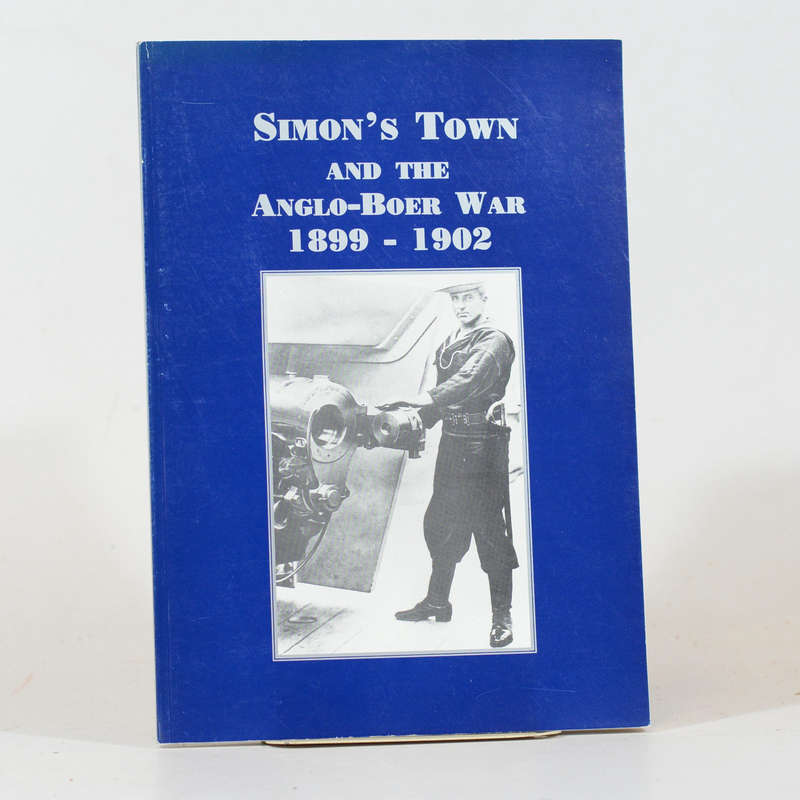 Simon's Town
and the
Anglo-Boer War
1899 - 1902